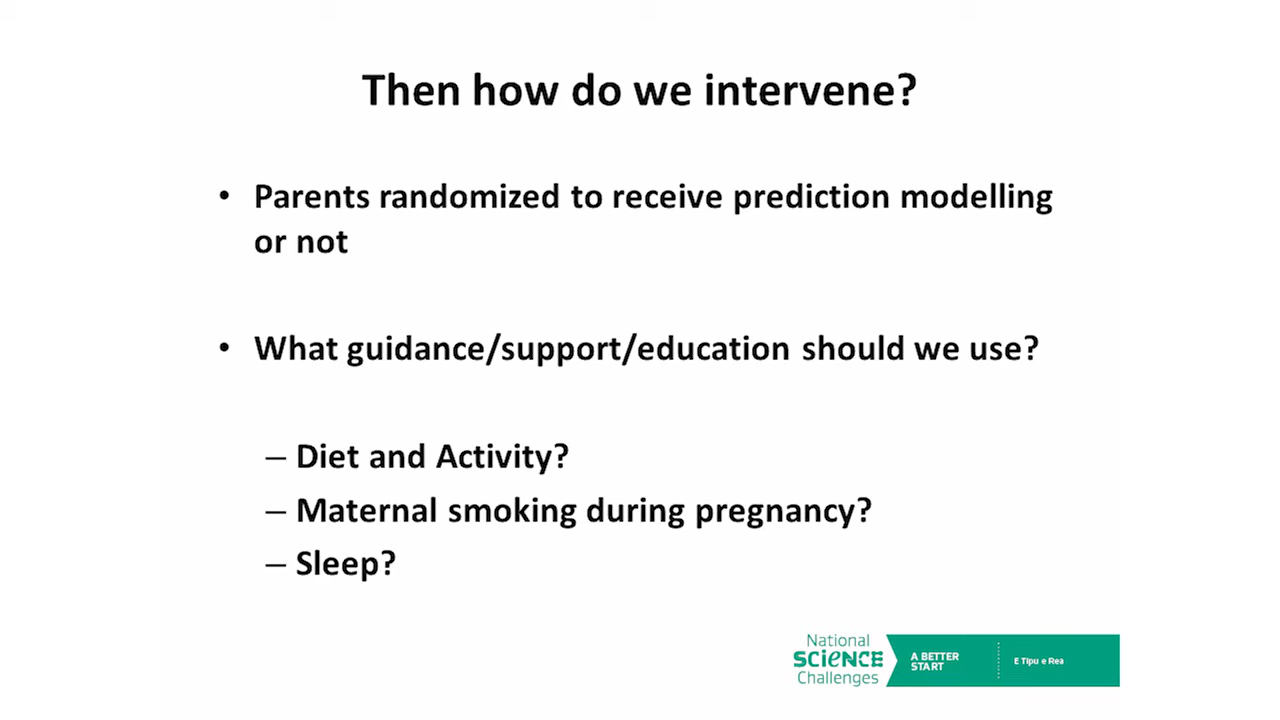 Then how do we intervene?
• Parents randomized to receive prediction modelling
or not
• What guidance/support/education should we use?
– Diet and Activity?
– Maternal smoking during pregnancy?
– Sleep?
National
SCiENCE
Challenges
A BETTER
START
E Tipu e Rea